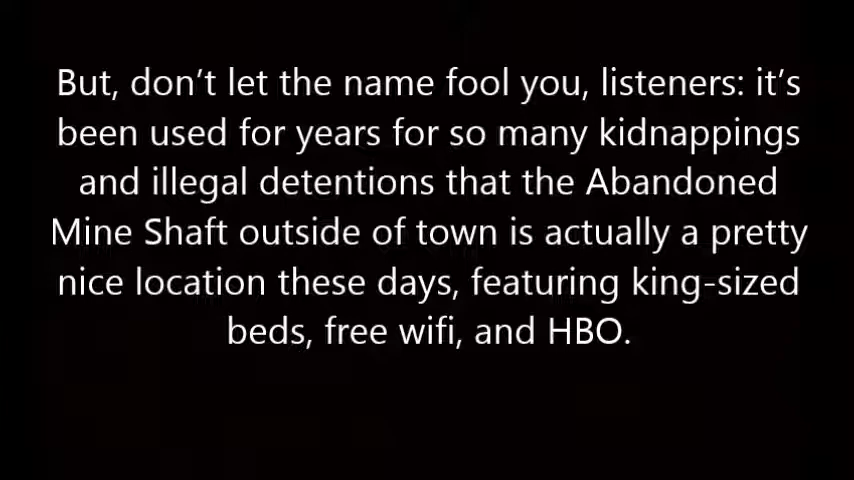 But, don’t let the name fool you, listeners: it’s
been used for years for so many kidnappings
and illegal detentions that the Abandoned
Mine Shaft outside of town is actually a pretty
nice location these days, featuring king-sized
beds, free wifi, and HBO.